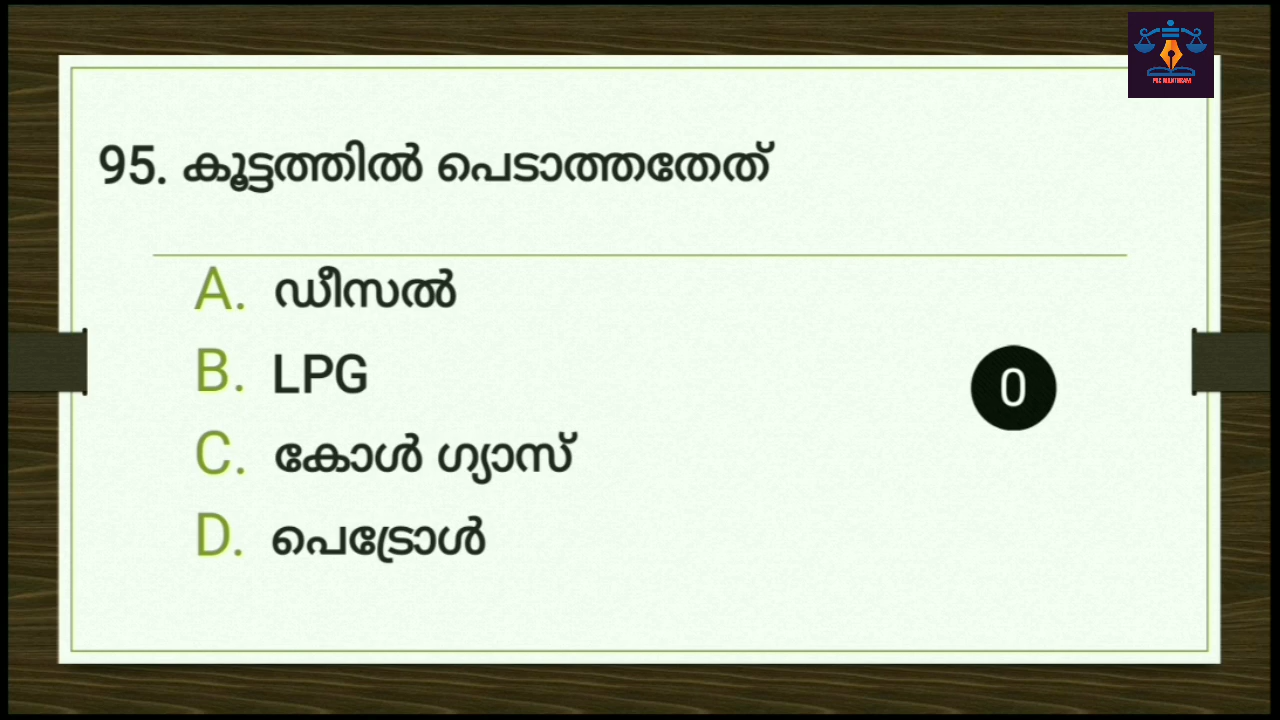 95. കൂട്ടത്തിൽ പെടാത്തതേത്
A. ഡീസൽ
B. LPG
C. കോൾ ഗ്യാസ്
D. പെട്രോൾ
0